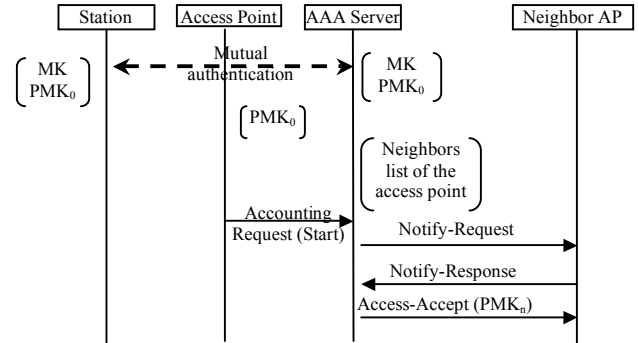 Station
Access Point
AAA Server
Neighbor AP
Mutual
authentication
MK
PMK₀
MK
PMK₀
PMK₀
Neighbors
list of the
access point
Accounting
Request (Start)
Notify-Request
Notify-Response
Access-Accept (PMKₙ)